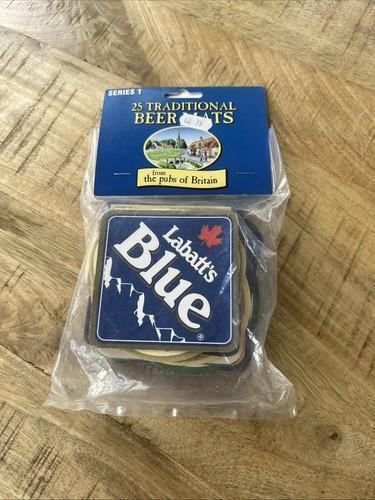 SERIES 1
25 TRADITIONAL
BEER MATS
from
the pubs of Britain
Labatt's
Blue